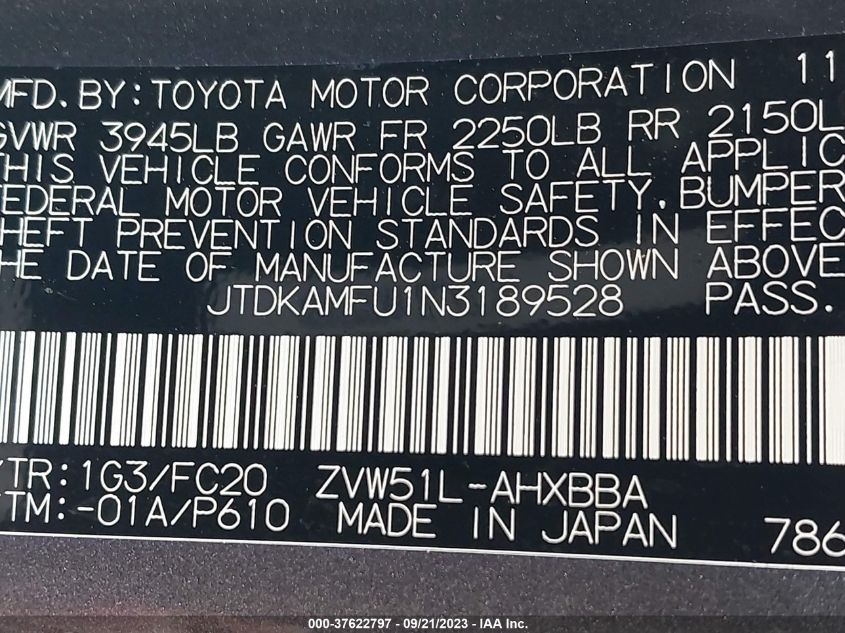 MFD. BY: TOYOTA MOTOR CORPORATION 11
GVWR 3945LB GAWR FR 2250LB RR 2150L
THIS VEHICLE CONFORMS TO ALL APPLIC
FEDERAL MOTOR VEHICLE SAFETY, BUMPER
THEFT PREVENTION STANDARDS IN EFFEC
THE DATE OF MANUFACTURE SHOWN ABOVE
JTDKAMFU1N3189528 PASS.
/TR: 1G3/FC20 ZVW51L-AHXBBA
/TM: -01A/P610 MADE IN JAPAN 786
000-37622797 - 09/21/2023 - IAA Inc.